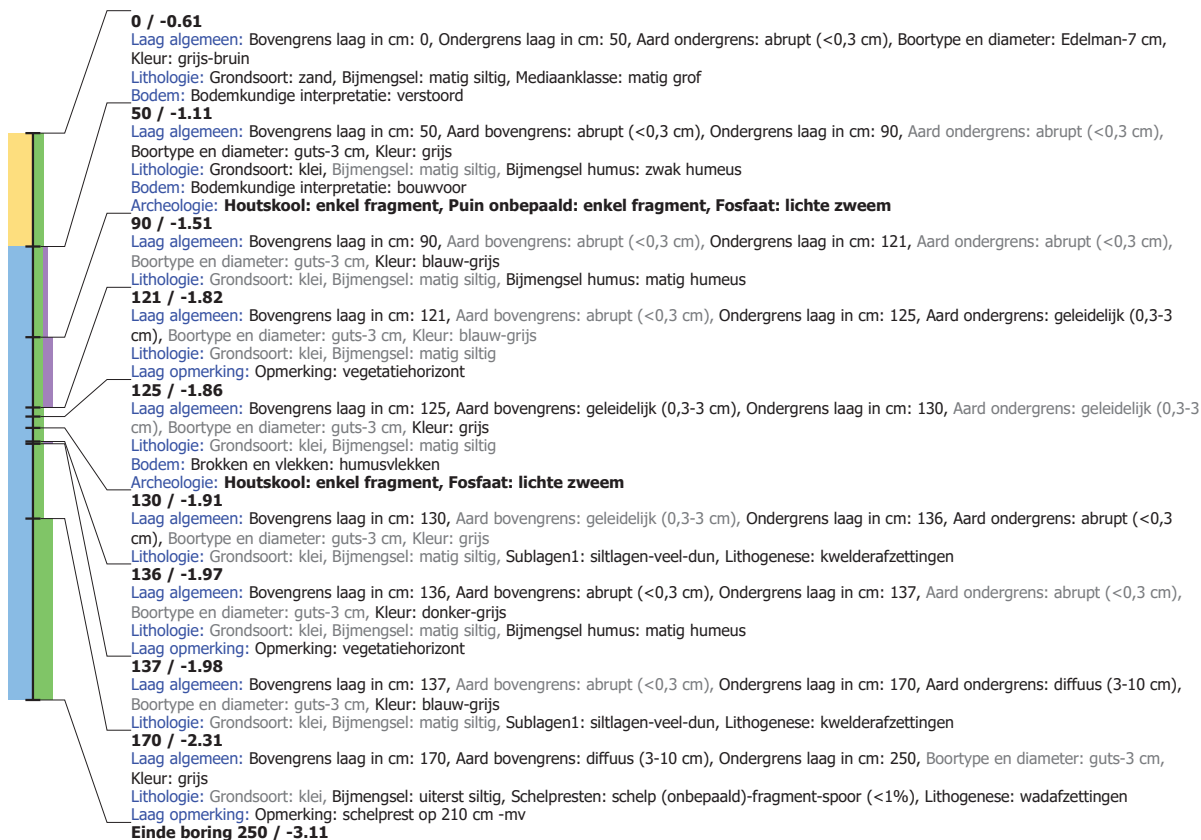 0 / -0.61
Laag algemeen: Bovengrens laag in cm: 0, Ondergrens laag in cm: 50, Aard ondergrens: abrupt (<0,3 cm), Boortype en diameter: Edelman-7 cm,
Kleur: grijs-bruin
Lithologie: Grondsoort: zand, Bijmengsel: matig siltig, Mediaanklasse: matig grof
Bodem: Bodemkundige interpretatie: verstoord
50 / -1.11
Laag algemeen: Bovengrens laag in cm: 50, Aard bovengrens: abrupt (<0,3 cm), Ondergrens laag in cm: 90, Aard ondergrens: abrupt (<0,3 cm),
Boortype en diameter: guts-3 cm, Kleur: grijs
Lithologie: Grondsoort: klei, Bijmengsel: matig siltig, Bijmengsel humus: zwak humeus
Bodem: Bodemkundige interpretatie: bouwvoor
Archeologie: Houtskool: enkel fragment, Puin onbepaald: enkel fragment, Fosfaat: lichte zweem
90 / -1.51
Laag algemeen: Bovengrens laag in cm: 90, Aard bovengrens: abrupt (<0,3 cm), Ondergrens laag in cm: 121, Aard ondergrens: abrupt (<0,3 cm),
Boortype en diameter: guts-3 cm, Kleur: blauw-grijs
Lithologie: Grondsoort: klei, Bijmengsel: matig siltig, Bijmengsel humus: matig humeus
121 / -1.82
Laag algemeen: Bovengrens laag in cm: 121, Aard bovengrens: abrupt (<0,3 cm), Ondergrens laag in cm: 125, Aard ondergrens: geleidelijk (0,3-3
cm), Boortype en diameter: guts-3 cm, Kleur: blauw-grijs
Lithologie: Grondsoort: klei, Bijmengsel: matig siltig
Laag opmerking: Opmerking: vegetatiehorizont
125 / -1.86
Laag algemeen: Bovengrens laag in cm: 125, Aard bovengrens: geleidelijk (0,3-3 cm), Ondergrens laag in cm: 130, Aard ondergrens: geleidelijk (0,3-3
cm), Boortype en diameter: guts-3 cm, Kleur: grijs
Lithologie: Grondsoort: klei, Bijmengsel: matig siltig
Bodem: Brokken en vlekken: humusvlekken
Archeologie: Houtskool: enkel fragment, Fosfaat: lichte zweem
130 / -1.91
Laag algemeen: Bovengrens laag in cm: 130, Aard bovengrens: geleidelijk (0,3-3 cm), Ondergrens laag in cm: 136, Aard ondergrens: abrupt (<0,3
cm), Boortype en diameter: guts-3 cm, Kleur: grijs
Lithologie: Grondsoort: klei, Bijmengsel: matig siltig, Sublagen1: siltlagen-veel-dun, Lithogenese: kwelderafzettingen
136 / -1.97
Laag algemeen: Bovengrens laag in cm: 136, Aard bovengrens: abrupt (<0,3 cm), Ondergrens laag in cm: 137, Aard ondergrens: abrupt (<0,3 cm),
Boortype en diameter: guts-3 cm, Kleur: donker-grijs
Lithologie: Grondsoort: klei, Bijmengsel: matig siltig, Bijmengsel humus: matig humeus
Laag opmerking: Opmerking: vegetatiehorizont
137 / -1.98
Laag algemeen: Bovengrens laag in cm: 137, Aard bovengrens: abrupt (<0,3 cm), Ondergrens laag in cm: 170, Aard ondergrens: diffuus (3-10 cm),
Boortype en diameter: guts-3 cm, Kleur: blauw-grijs
Lithologie: Grondsoort: klei, Bijmengsel: matig siltig, Sublagen1: siltlagen-veel-dun, Lithogenese: kwelderafzettingen
170 / -2.31
Laag algemeen: Bovengrens laag in cm: 170, Aard bovengrens: diffuus (3-10 cm), Ondergrens laag in cm: 250, Boortype en diameter: guts-3 cm,
Kleur: grijs
Lithologie: Grondsoort: klei, Bijmengsel: uiterst siltig, Schelpresten: schelp (onbepaald)-fragment-spoor (<1%), Lithogenese: wadafzettingen
Laag opmerking: Opmerking: schelprest op 210 cm -mv
Einde boring 250 / -3.11